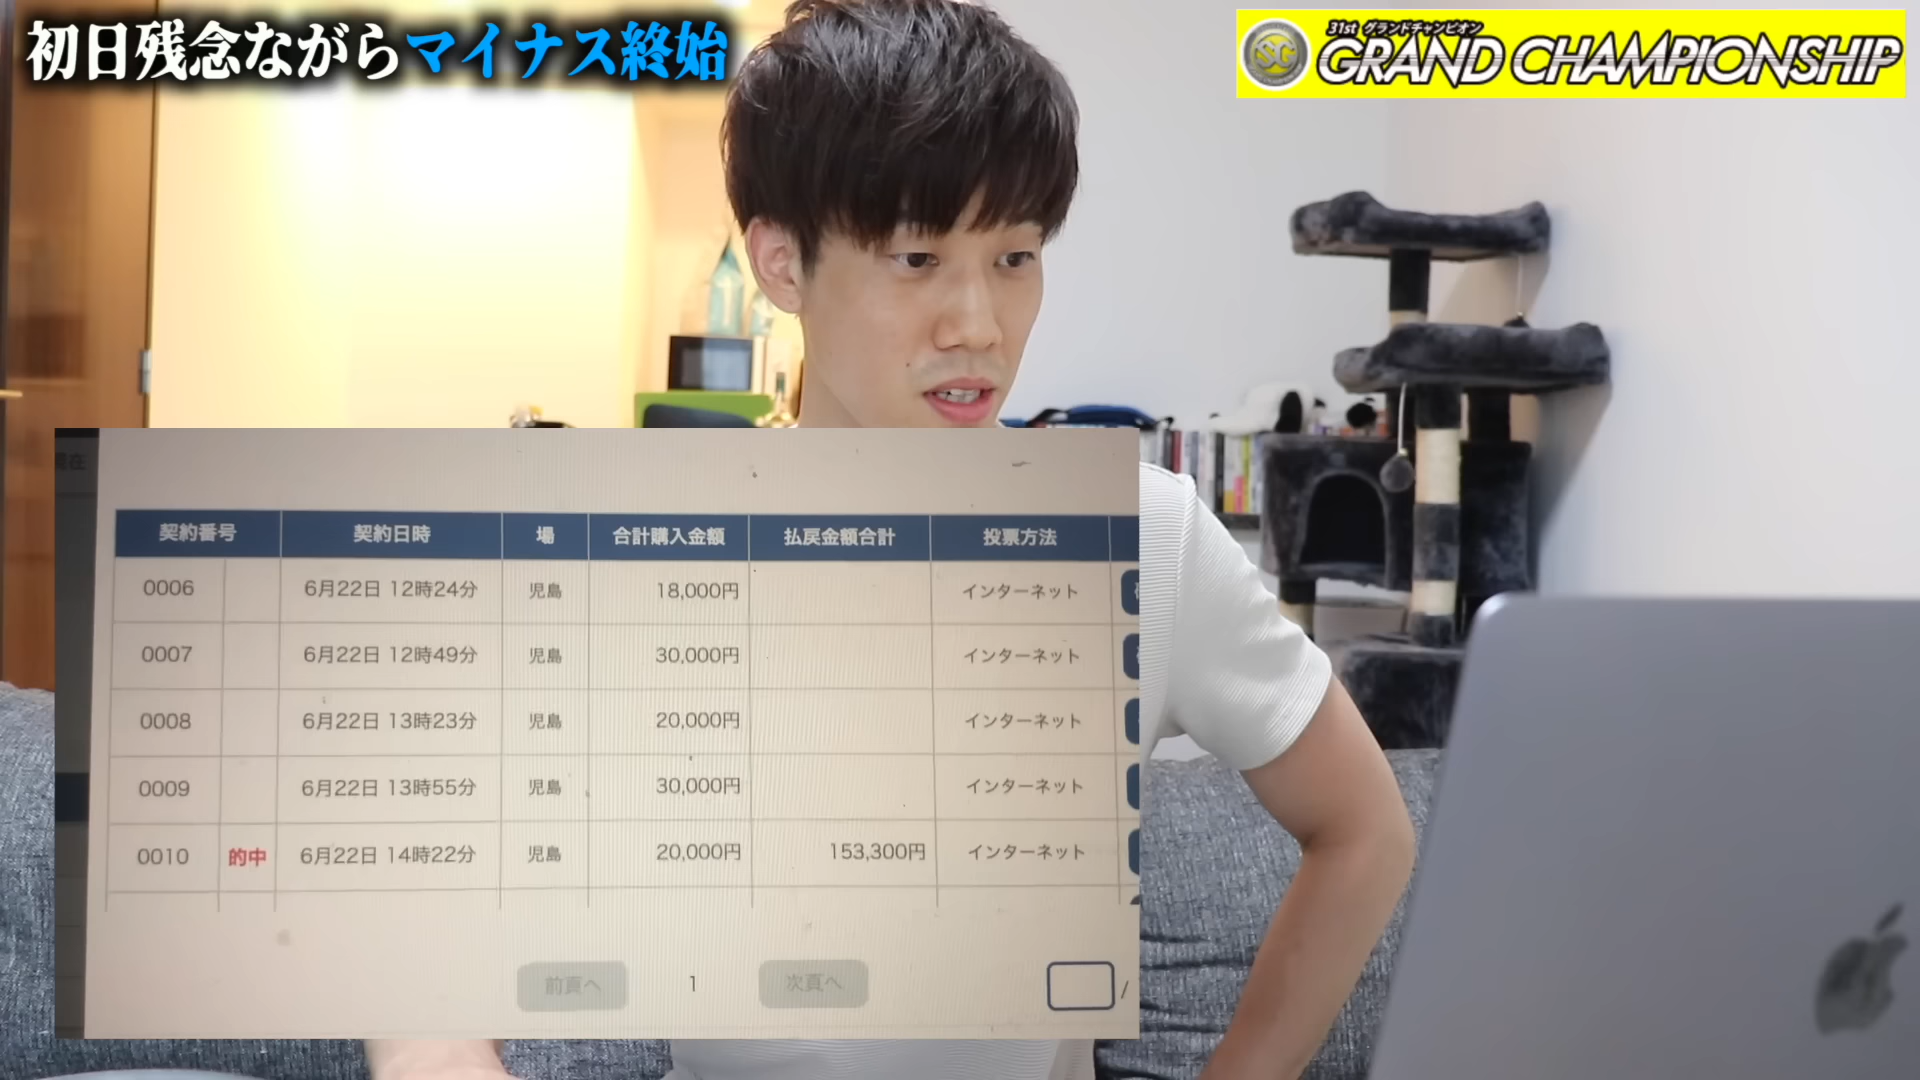 初日残念ながらマイナス終始
31st グランドチャンピオン
SG GRAND CHAMPIONSHIP
現在
契約番号 契約日時 場 合計購入金額 払戻金額合計 投票方法
0006 6月22日 12時24分 児島 18,000円 インターネット
0007 6月22日 12時49分 児島 30,000円 インターネット
0008 6月22日 13時23分 児島 20,000円 インターネット
0009 6月22日 13時55分 児島 30,000円 インターネット
0010 的中 6月22日 14時22分 児島 20,000円 153,300円 インターネット
前頁へ 1 次頁へ /